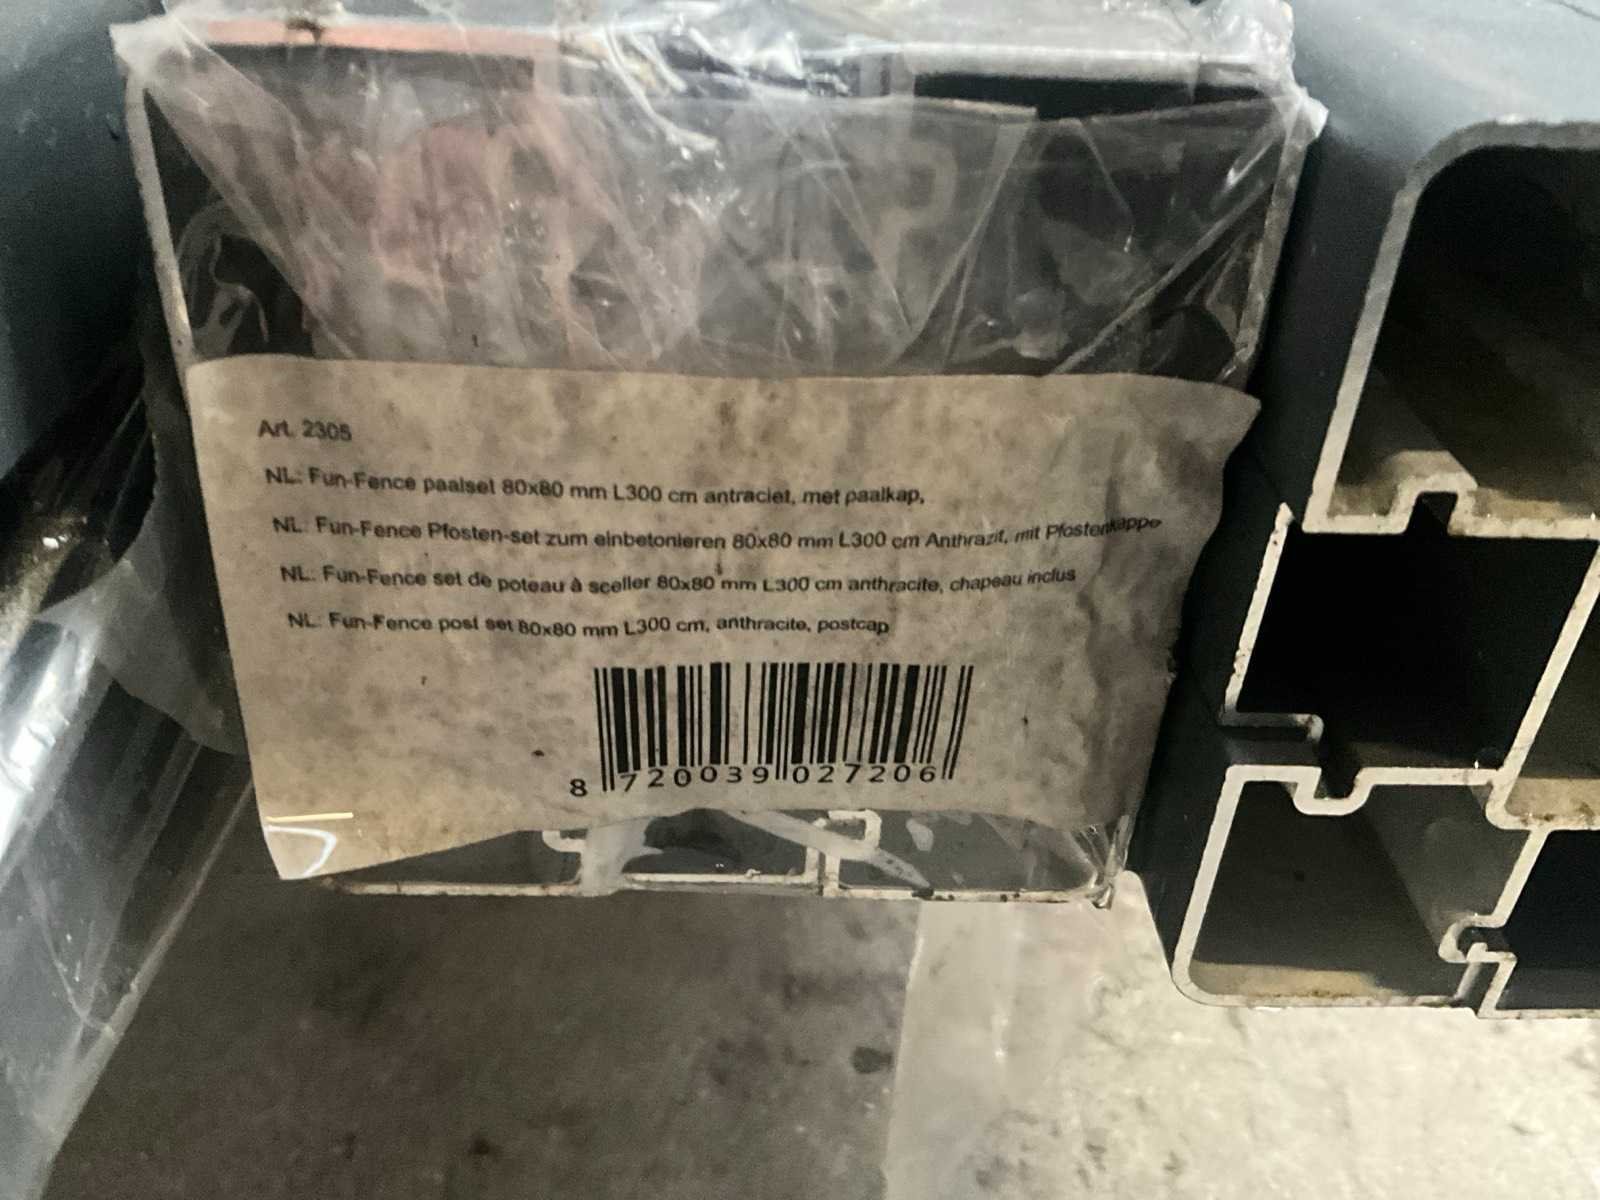 Art. 2305
NL: Fun-Fence paalset 80x80 mm L300 cm antraciet, met paalkap,
NL: Fun-Fence Pfosten-set zum einbetonieren 80x80 mm L300 cm Anthrazit, mit Pfostenkappe
NL: Fun-Fence set de poteau à sceller 80x80 mm L300 cm anthracite, chapeau inclus
NL: Fun-Fence post set 80x80 mm L300 cm, anthracite, postcap
8 720039 027206